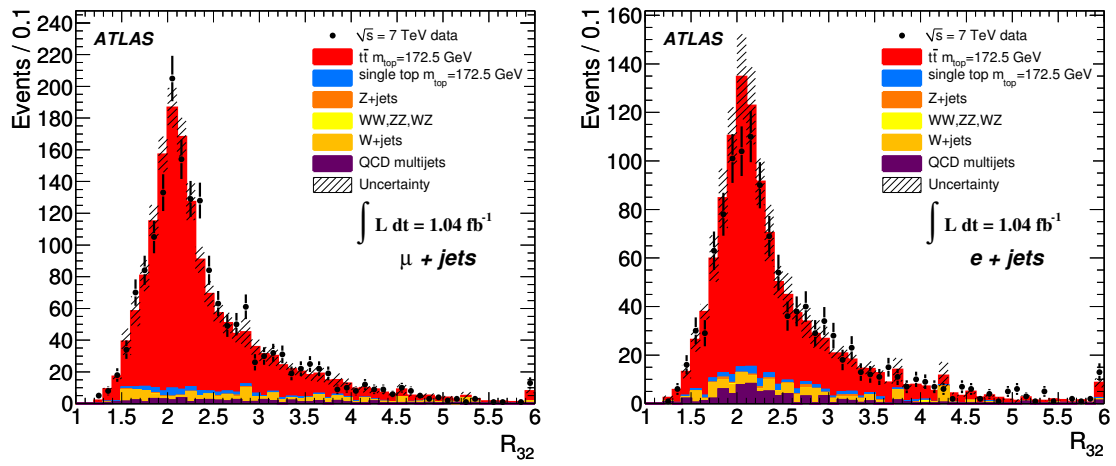 Events / 0.1
240
220
200
180
160
140
120
100
80
60
40
20
0
ATLAS
√s = 7 TeV data
tt̄ m_top=172.5 GeV
single top m_top=172.5 GeV
Z+jets
WW,ZZ,WZ
W+jets
QCD multijets
Uncertainty
∫ L dt = 1.04 fb⁻¹
μ + jets
1 1.5 2 2.5 3 3.5 4 4.5 5 5.5 6
R₃₂
Events / 0.1
160
140
120
100
80
60
40
20
0
ATLAS
√s = 7 TeV data
tt̄ m_top=172.5 GeV
single top m_top=172.5 GeV
Z+jets
WW,ZZ,WZ
W+jets
QCD multijets
Uncertainty
∫ L dt = 1.04 fb⁻¹
e + jets
1 1.5 2 2.5 3 3.5 4 4.5 5 5.5 6
R₃₂